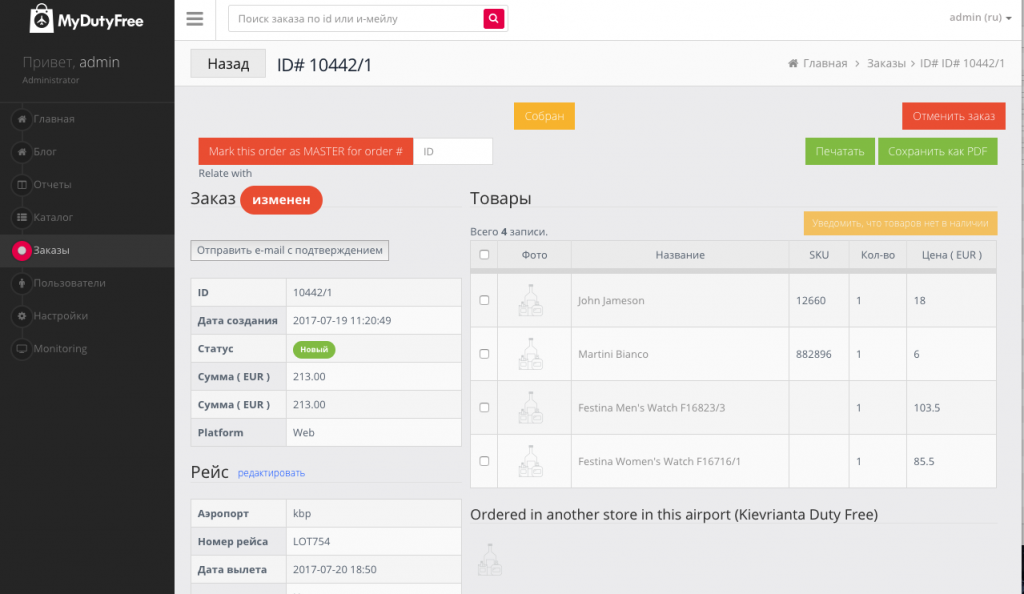 MyDutyFree
Поиск заказа по id или и-мейлу
admin (ru)
Привет, admin
Administrator
Главная
Блог
Отчеты
Каталог
Заказы
Пользователи
Настройки
Monitoring
Назад
ID# 10442/1
Главная > Заказы > ID# ID# 10442/1
Собран
Отменить заказ
Mark this order as MASTER for order #
ID
Печатать
Сохранить как PDF
Relate with
Заказ изменен
Отправить e-mail с подтверждением
ID 10442/1
Дата создания 2017-07-19 11:20:49
Статус Новый
Сумма ( EUR ) 213.00
Сумма ( EUR ) 213.00
Platform Web
Рейс редактировать
Аэропорт kbp
Номер рейса LOT754
Дата вылета 2017-07-20 18:50
Товары
Уведомить, что товаров нет в наличии
Всего 4 записи.
Фото Название SKU Кол-во Цена ( EUR )
John Jameson 12660 1 18
Martini Bianco 882896 1 6
Festina Men's Watch F16823/3 1 103.5
Festina Women's Watch F16716/1 1 85.5
Ordered in another store in this airport (Kievrianta Duty Free)